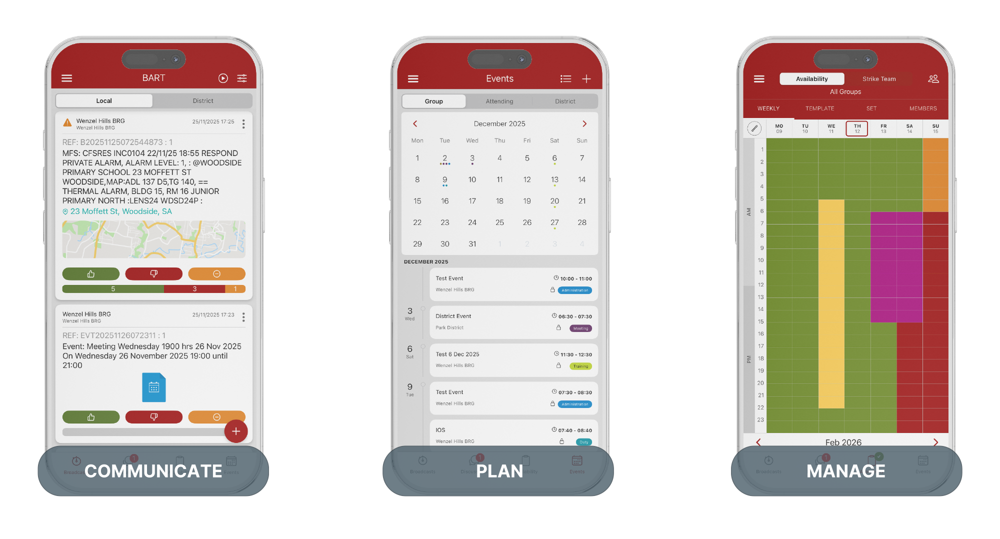 BART
Local
District
Wenzel Hills BRG
25/11/2025 17:25
Wenzel Hills BRG
REF: B20251125072544873 : 1
MFS: CFSRES INC0104 22/11/25 18:55 RESPOND
PRIVATE ALARM, ALARM LEVEL: 1, : @WOODSIDE
PRIMARY SCHOOL 23 MOFFETT ST
WOODSIDE,MAP:ADL 137 D5,TG 140, ==
THERMAL ALARM, BLDG 15, RM 16 JUNIOR
PRIMARY NORTH :LENS24 WDSD24P :
23 Moffett St, Woodside, SA
5
3
1
Wenzel Hills BRG
25/11/2025 17:23
Wenzel Hills BRG
REF: EVT20251126072311 : 1
Event: Meeting Wednesday 1900 hrs 26 Nov 2025
On Wednesday 26 November 2025 19:00 until
21:00
1
Events
COMMUNICATE
Events
Group
Attending
District
December 2025
Mon Tue Wed Thu Fri Sat Sun
1 2 3 4 5 6 7
8 9 10 11 12 13 14
15 16 17 18 19 20 21
22 23 24 25 26 27 28
29 30 31 1 2 3 4
DECEMBER 2025
Test Event
10:00 - 11:00
Wenzel Hills BRG
Administration
3
Wed
District Event
06:30 - 07:30
Park District
Meeting
6
Sat
Test 6 Dec 2025
11:30 - 12:30
Wenzel Hills BRG
Training
9
Tue
Test Event
07:30 - 08:30
Wenzel Hills BRG
Administration
IOS
07:40 - 08:40
Wenzel Hills BRG
Duty
1
Broadcasts
Events
PLAN
Availability
Strike Team
All Groups
WEEKLY
TEMPLATE
SET
MEMBERS
MO TU WE TH FR SA SU
09 10 11 12 13 14 15
AM
1
2
3
4
5
6
7
8
9
10
11
12
PM
13
14
15
16
17
18
19
20
21
22
23
Feb 2026
1
Broadcasts
Events
MANAGE